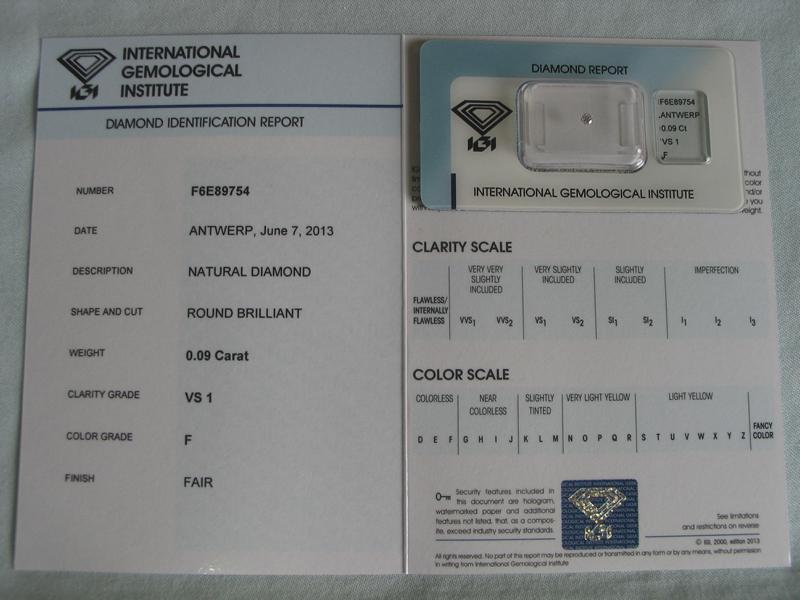 INTERNATIONAL
GEMOLOGICAL
INSTITUTE
IGI
DIAMOND IDENTIFICATION REPORT
NUMBER F6E89754
DATE ANTWERP, June 7, 2013
DESCRIPTION NATURAL DIAMOND
SHAPE AND CUT ROUND BRILLIANT
WEIGHT 0.09 Carat
CLARITY GRADE VS 1
COLOR GRADE F
FINISH FAIR
DIAMOND REPORT
IGI
F6E89754
ANTWERP
0.09 Ct
VS 1
F
INTERNATIONAL GEMOLOGICAL INSTITUTE
color
and/or
you
weight.
CLARITY SCALE
FLAWLESS/
INTERNALLY
FLAWLESS
VERY VERY
SLIGHTLY
INCLUDED
VVS1 VVS2
VERY SLIGHTLY
INCLUDED
VS1 VS2
SLIGHTLY
INCLUDED
SI1 SI2
IMPERFECTION
I1 I2 I3
COLOR SCALE
COLORLESS
D E F
NEAR
COLORLESS
G H I J
SLIGHTLY
TINTED
K L M
VERY LIGHT YELLOW
N O P Q R
LIGHT YELLOW
S T U V W X Y Z
FANCY
COLOR
Security features included in
this document are hologram,
watermarked paper and additional
features not listed, that, as a compos-
ite, exceed industry security standards.
IGI
See limitations
and restrictions on reverse
© IGI, 2000, edition 2013
All rights reserved. No part of this report may be reproduced or transmitted in any form or by any means, without permission
in writing from International Gemological Institute